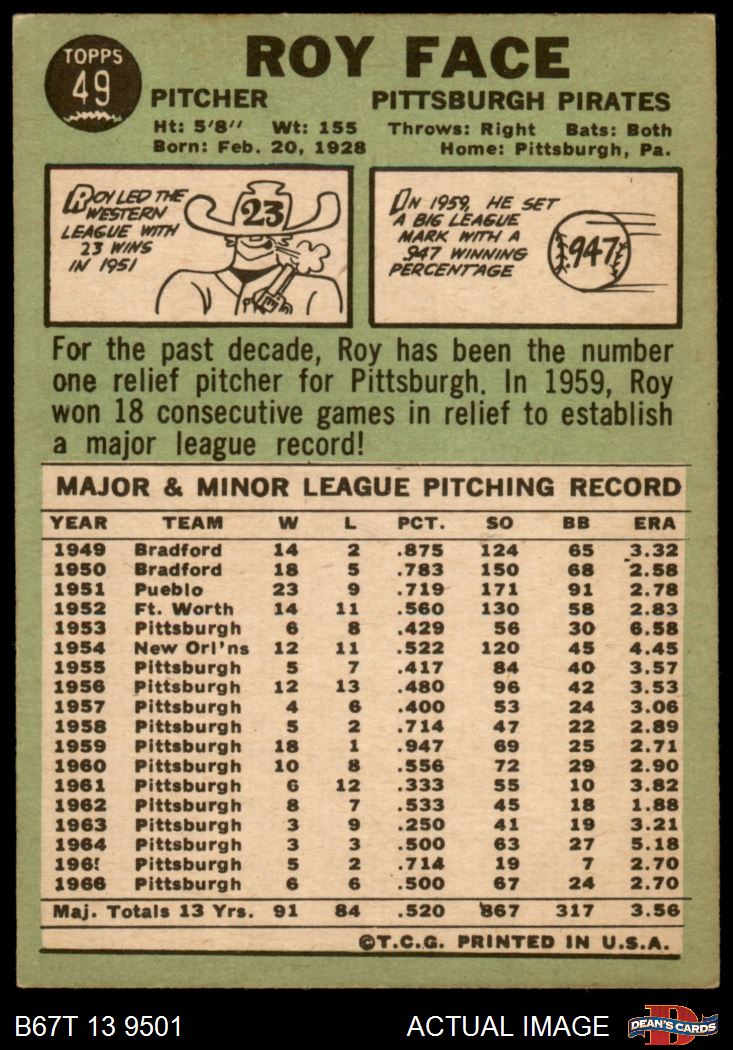 TOPPS
49
ROY FACE
PITCHER PITTSBURGH PIRATES
Ht: 5'8" Wt: 155 Throws: Right Bats: Both
Born: Feb. 20, 1928 Home: Pittsburgh, Pa.
ROY LED THE
WESTERN
LEAGUE WITH
23 WINS
IN 1951
23
IN 1959, HE SET
A BIG LEAGUE
MARK WITH A
.947 WINNING
PERCENTAGE
947
For the past decade, Roy has been the number
one relief pitcher for Pittsburgh. In 1959, Roy
won 18 consecutive games in relief to establish
a major league record!
MAJOR & MINOR LEAGUE PITCHING RECORD
YEAR TEAM W L PCT. SO BB ERA
1949 Bradford 14 2 .875 124 65 3.32
1950 Bradford 18 5 .783 150 68 2.58
1951 Pueblo 23 9 .719 171 91 2.78
1952 Ft. Worth 14 11 .560 130 58 2.83
1953 Pittsburgh 6 8 .429 56 30 6.58
1954 New Orl'ns 12 11 .522 120 45 4.45
1955 Pittsburgh 5 7 .417 84 40 3.57
1956 Pittsburgh 12 13 .480 96 42 3.53
1957 Pittsburgh 4 6 .400 53 24 3.06
1958 Pittsburgh 5 2 .714 47 22 2.89
1959 Pittsburgh 18 1 .947 69 25 2.71
1960 Pittsburgh 10 8 .556 72 29 2.90
1961 Pittsburgh 6 12 .333 55 10 3.82
1962 Pittsburgh 8 7 .533 45 18 1.88
1963 Pittsburgh 3 9 .250 41 19 3.21
1964 Pittsburgh 3 3 .500 63 27 5.18
1965 Pittsburgh 5 2 .714 19 7 2.70
1966 Pittsburgh 6 6 .500 67 24 2.70
Maj. Totals 13 Yrs. 91 84 .520 867 317 3.56
©T.C.G. PRINTED IN U.S.A.
B67T 13 9501 ACTUAL IMAGE D DEAN'S CARDS